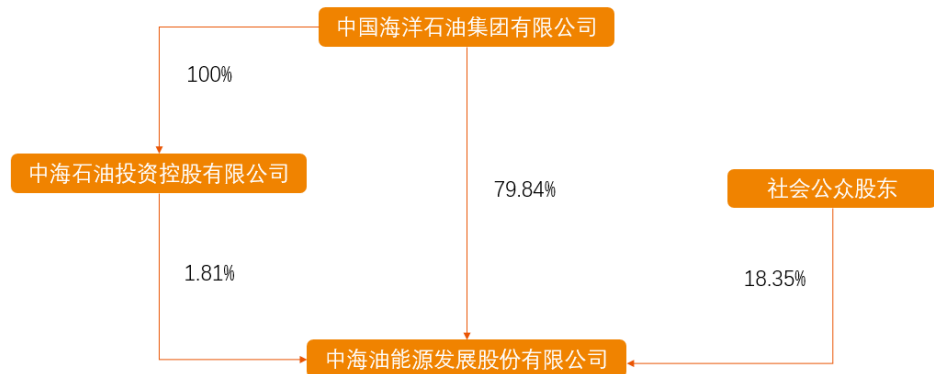 中国海洋石油集团有限公司
100%
中海石油投资控股有限公司
79.84%
社会公众股东
1.81%
18.35%
中海油能源发展股份有限公司